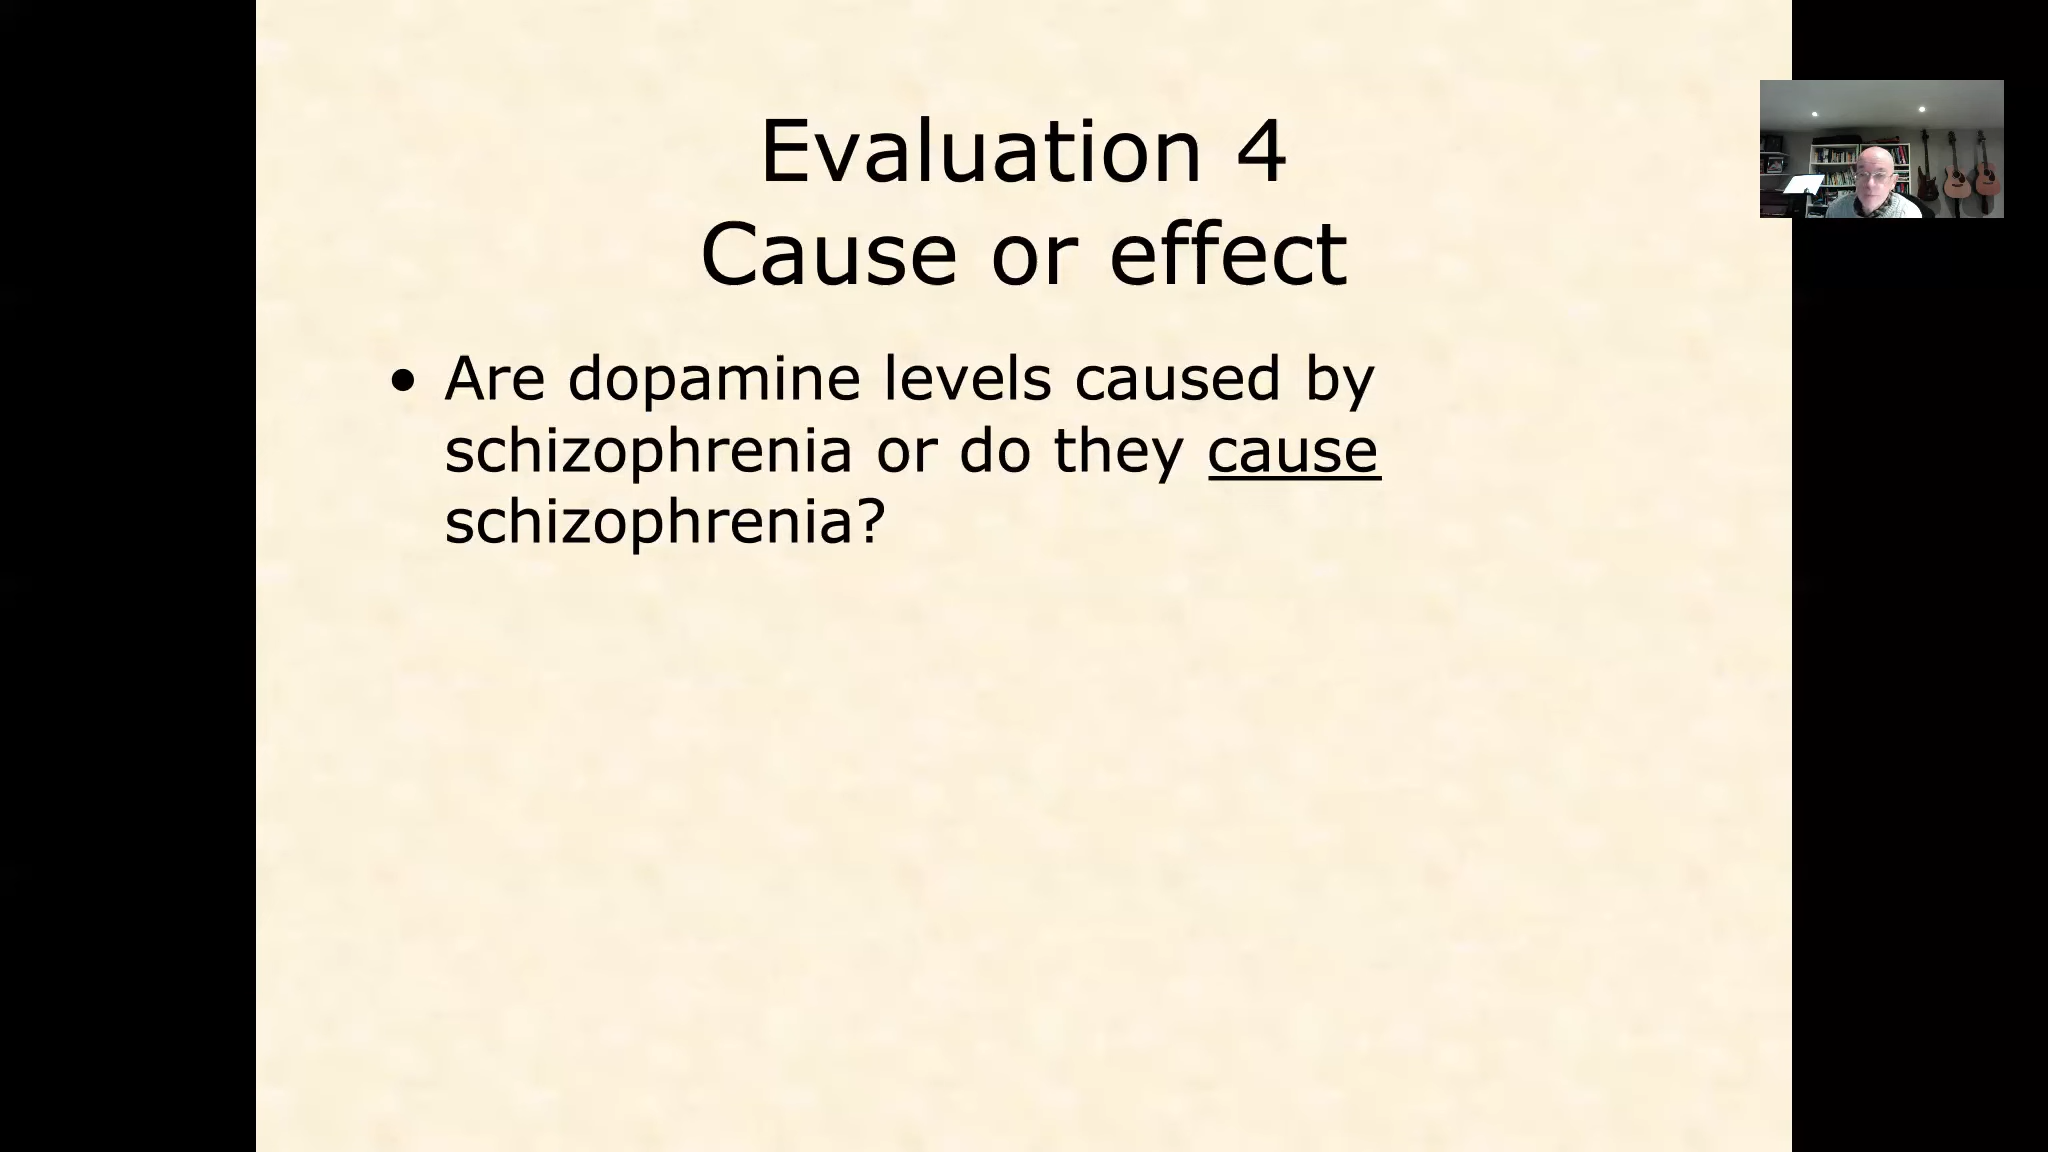 Evaluation 4
Cause or effect
• Are dopamine levels caused by
schizophrenia or do they cause
schizophrenia?